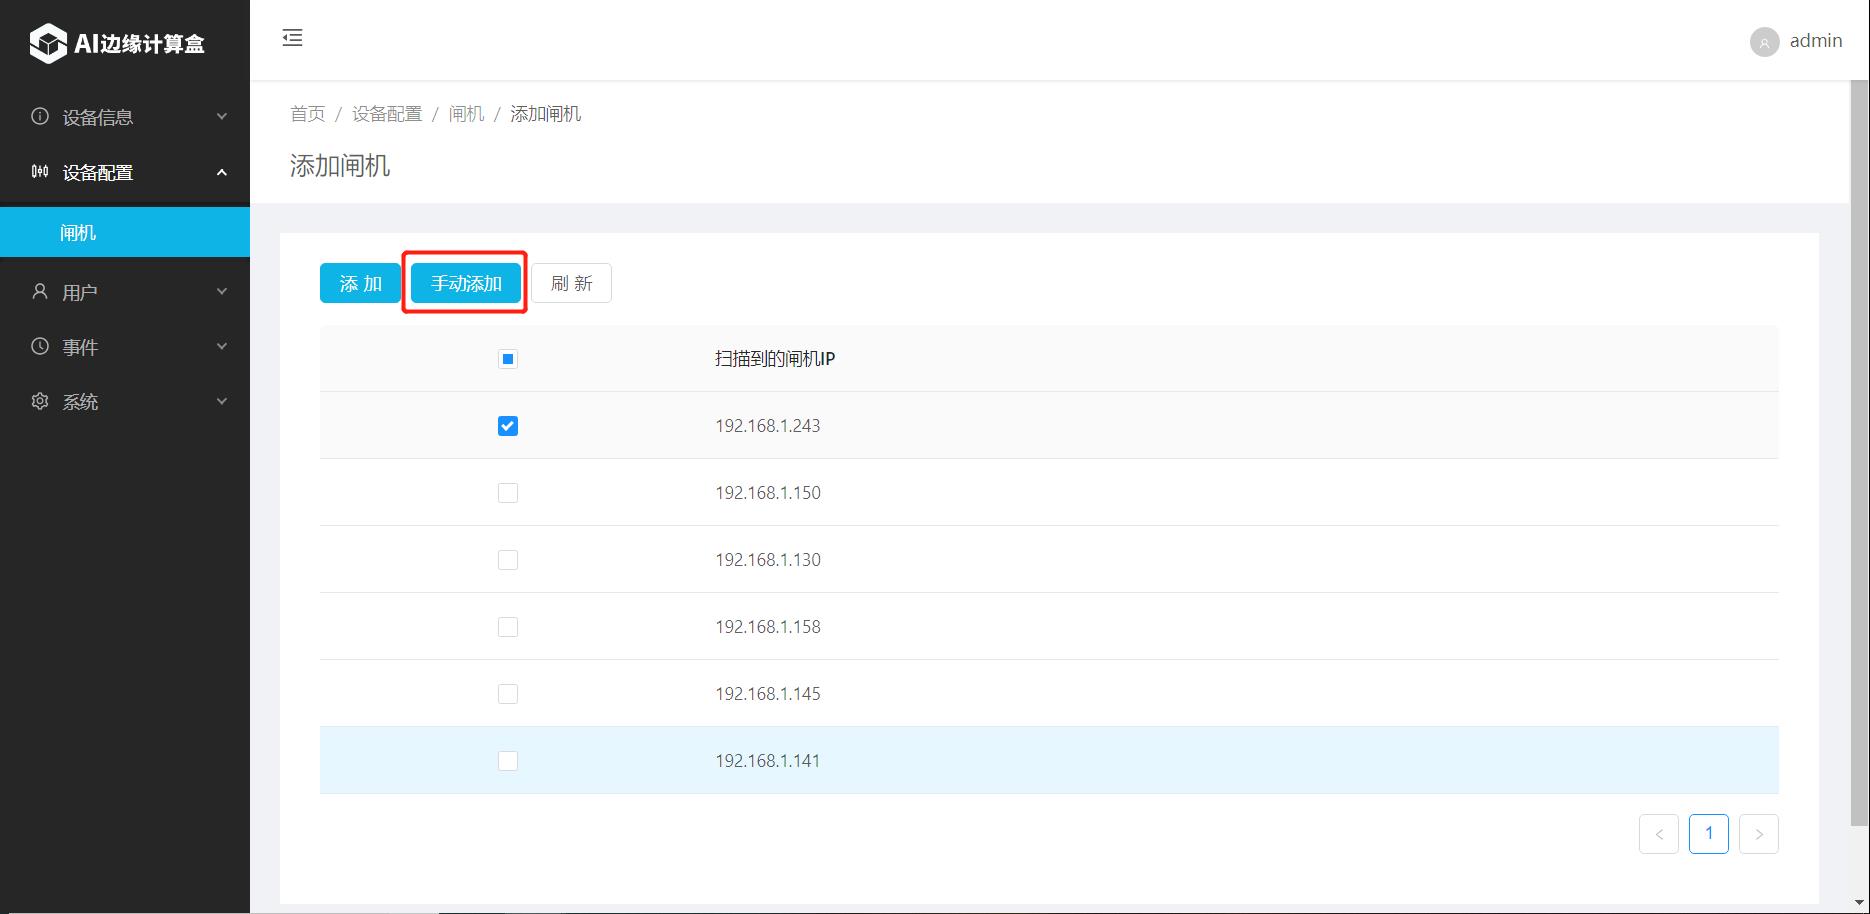 AI边缘计算盒
admin
设备信息
设备配置
闸机
用户
事件
系统
首页 / 设备配置 / 闸机 / 添加闸机
添加闸机
添 加 手动添加 刷 新
扫描到的闸机IP
192.168.1.243
192.168.1.150
192.168.1.130
192.168.1.158
192.168.1.145
192.168.1.141
< 1 >